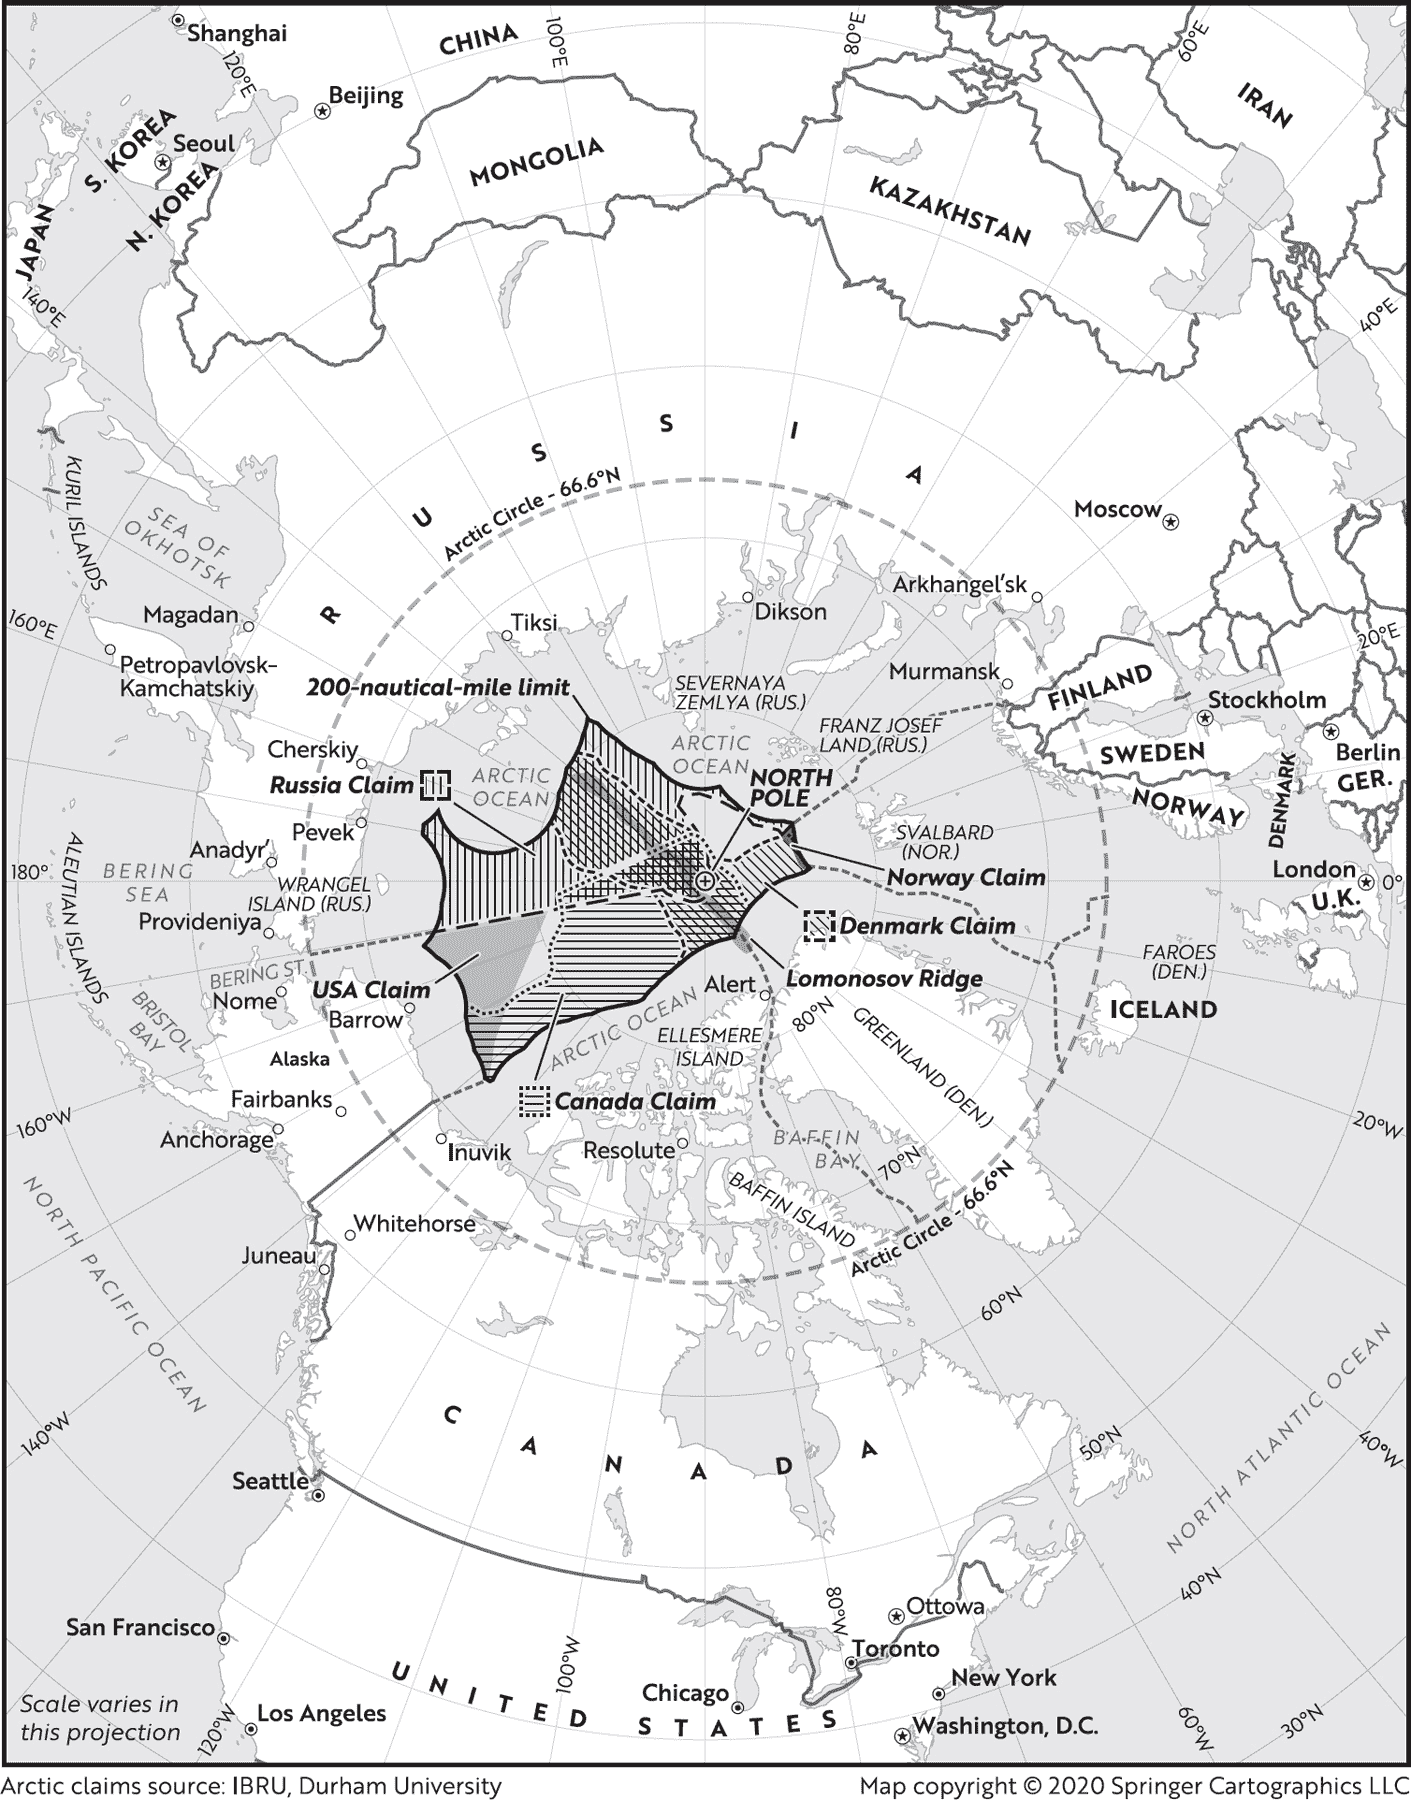 Shanghai
120°E
CHINA
100°E
80°E
60°E
Beijing
IRAN
S. KOREA
Seoul
N. KOREA
MONGOLIA
KAZAKHSTAN
JAPAN
140°E
40°E
R U S S I A
Arctic Circle - 66.6°N
KURIL ISLANDS
SEA OF
OKHOTSK
Moscow
Arkhangel'sk
160°E
Magadan
Tiksi
Dikson
20°E
Petropavlovsk-
Kamchatskiy
Murmansk
FINLAND
200-nautical-mile limit
SEVERNAYA
ZEMLYA (RUS.)
Stockholm
FRANZ JOSEF
LAND (RUS.)
Cherskiy
ARCTIC
OCEAN
ARCTIC
OCEAN
SWEDEN
Berlin
GER.
Russia Claim
NORTH
POLE
NORWAY
DENMARK
Pevek
SVALBARD
(NOR.)
Anadyr'
ALEUTIAN ISLANDS
180°
BERING
SEA
WRANGEL
ISLAND (RUS.)
Norway Claim
London
0°
U.K.
Provideniya
Denmark Claim
FAROES
(DEN.)
BERING ST.
Nome
USA Claim
Alert
Lomonosov Ridge
BRISTOL
BAY
Barrow
ARCTIC OCEAN
80°N
ICELAND
ELLESMERE
ISLAND
GREENLAND (DEN.)
Alaska
Fairbanks
Canada Claim
160°W
Anchorage
20°W
Inuvik
Resolute
BAFFIN
BAY
70°N
NORTH PACIFIC OCEAN
BAFFIN ISLAND
Whitehorse
Arctic Circle - 66.6°N
Juneau
60°N
NORTH ATLANTIC OCEAN
140°W
C A N A D A
50°N
40°W
Seattle
40°N
80°W
Ottowa
San Francisco
Toronto
100°W
UNITED STATES
Chicago
New York
Scale varies in
this projection
120°W
Los Angeles
Washington, D.C.
60°W
30°N
Arctic claims source: IBRU, Durham University
Map copyright © 2020 Springer Cartographics LLC